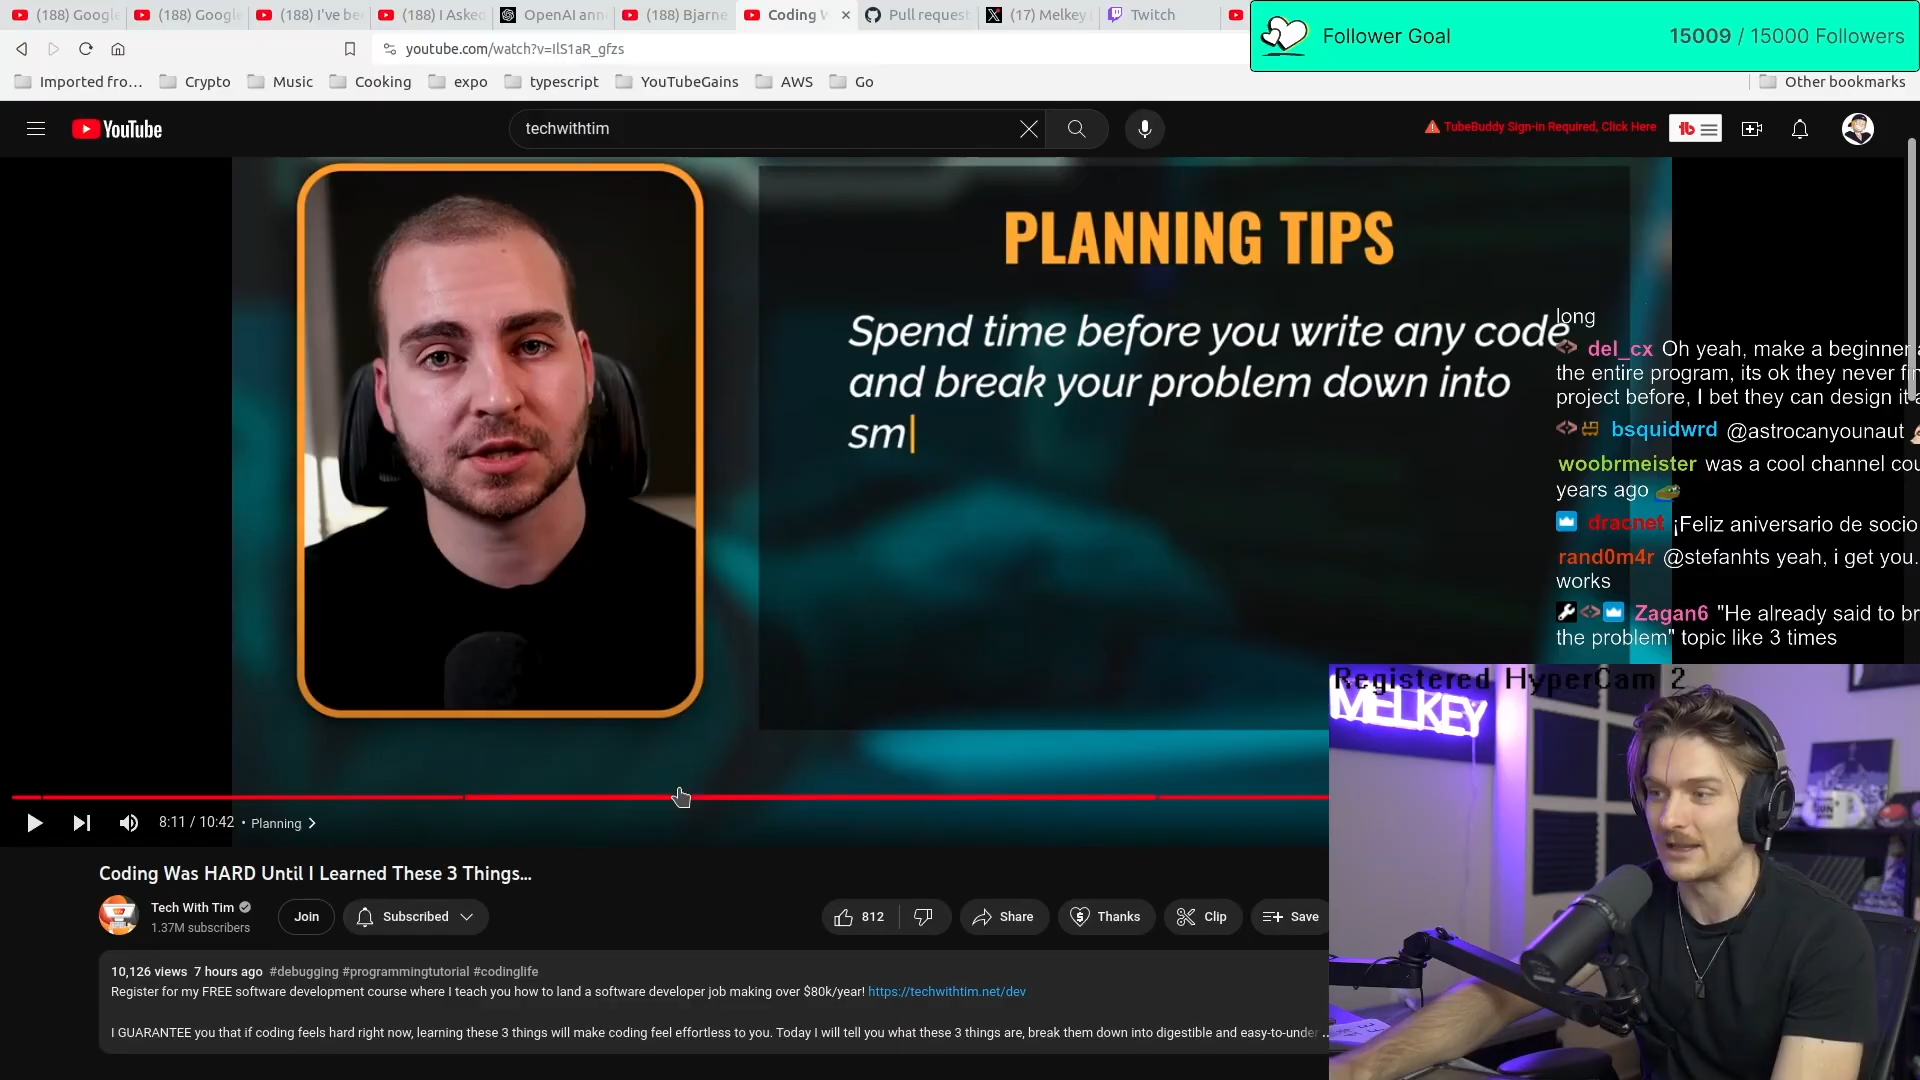 (188) Google
(188) Google
(188) I've be
(188) I Asked
OpenAI ann
(188) Bjarne
Coding W
Pull request
(17) Melkey
Twitch
youtube.com/watch?v=IlS1aR_gfzs
Follower Goal
15009 / 15000 Followers
Imported fro...
Crypto
Music
Cooking
expo
typescript
YouTubeGains
AWS
Go
Other bookmarks
YouTube
techwithtim
TubeBuddy Sign-in Required, Click Here
tb
PLANNING TIPS
Spend time before you write any code
and break your problem down into
sm
long
del_cx Oh yeah, make a beginner
the entire program, its ok they never fi
project before, I bet they can design it
bsquidwrd @astrocanyounaut
woobrmeister was a cool channel cou
years ago
dracnet ¡Feliz aniversario de socio
rand0m4r @stefanhts yeah, i get you.
works
Zagan6 "He already said to br
the problem" topic like 3 times
Registered HyperCam 2
MELKEY
8:11 / 10:42 • Planning
Coding Was HARD Until I Learned These 3 Things...
Tech With Tim
1.37M subscribers
Join
Subscribed
812
Share
Thanks
Clip
Save
10,126 views 7 hours ago #debugging #programmingtutorial #codinglife
Register for my FREE software development course where I teach you how to land a software developer job making over $80k/year! https://techwithtim.net/dev
I GUARANTEE you that if coding feels hard right now, learning these 3 things will make coding feel effortless to you. Today I will tell you what these 3 things are, break them down into digestible and easy-to-under ...